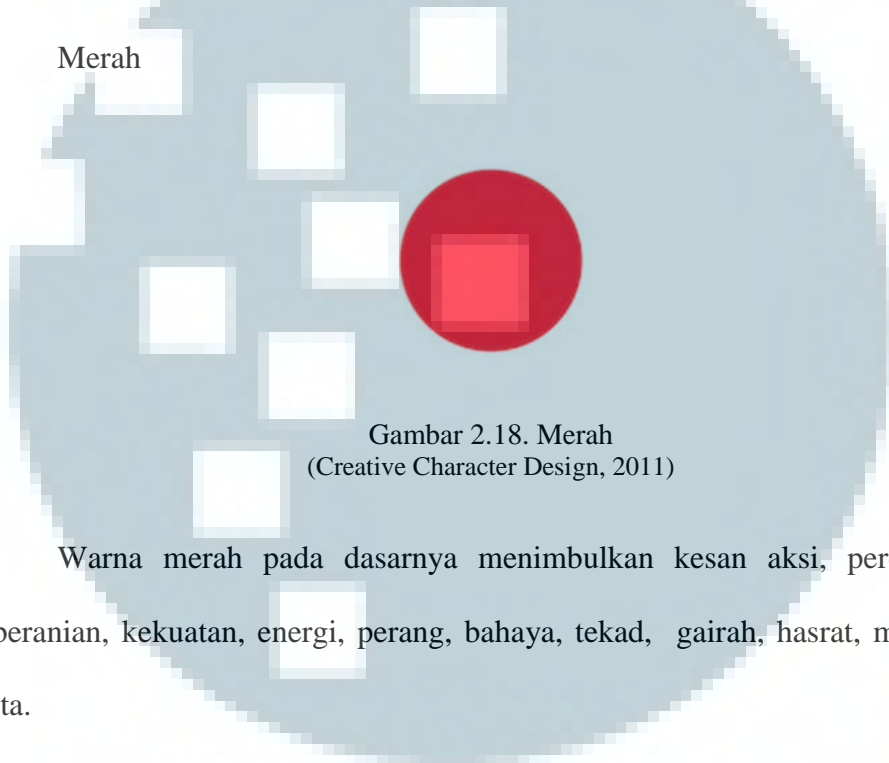 Merah
Gambar 2.18. Merah
(Creative Character Design, 2011)
Warna merah pada dasarnya menimbulkan kesan aksi,
kekuatan, energi, perang, bahaya, tekad, gairah, hasrat,